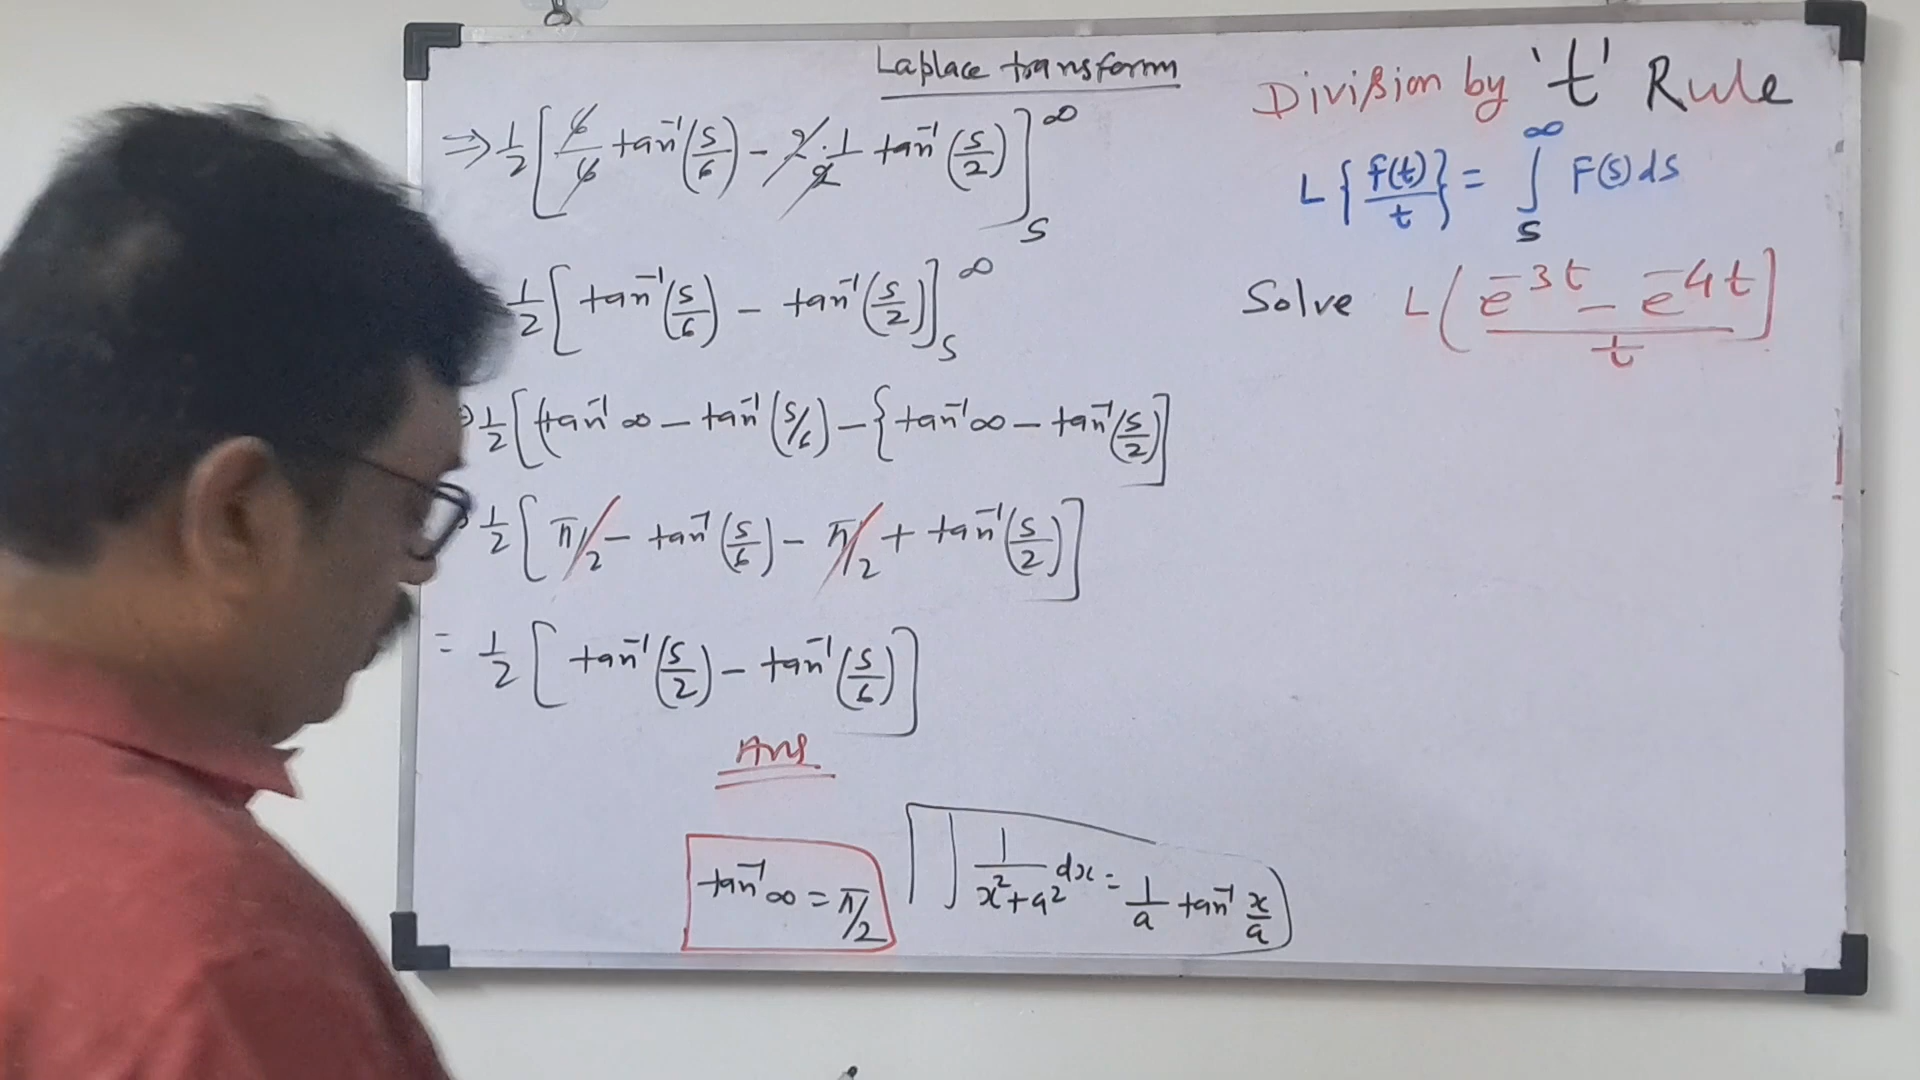 Laplace transform
⇒ 1/2 [ 6/6 tan⁻¹(s/6) - 2·1/2 tan⁻¹(s/2) ]_s^∞
1/2 [ tan⁻¹(s/6) - tan⁻¹(s/2) ]_s^∞
1/2 [ (tan⁻¹ ∞ - tan⁻¹ (s/6) - { tan⁻¹ ∞ - tan⁻¹(s/2) ]
1/2 [ π/2 - tan⁻¹(s/6) - π/2 + tan⁻¹(s/2) ]
= 1/2 [ tan⁻¹(s/2) - tan⁻¹(s/6) ]
Ans
tan⁻¹ ∞ = π/2
∫ 1/(x²+a²) dx = 1/a tan⁻¹ x/a
Division by 't' Rule
L { f(t)/t } = ∫_s^∞ F(s) ds
Solve L ( (e⁻³ᵗ - e⁻⁴ᵗ)/t ]